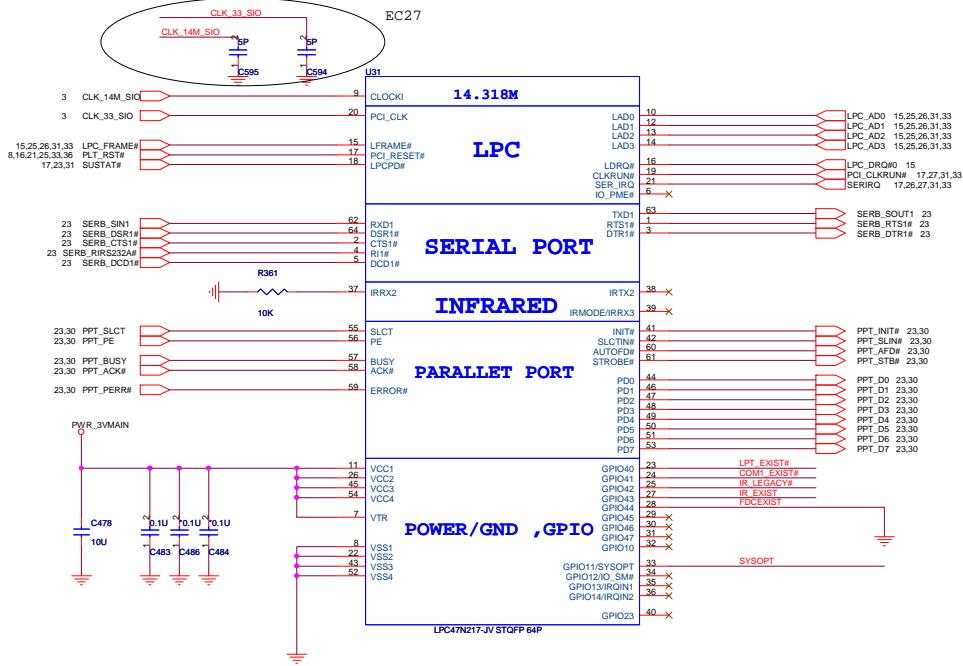 CLK_33_SIO
EC27
CLK_14M_SIO
2 5P 1 C595
2 5P 1 C594
U31
3 CLK_14M_SIO 9 CLOCKI 14.318M
3 CLK_33_SIO 20 PCI_CLK
LPC
LAD0 10 LPC_AD0 15,25,26,31,33
LAD1 12 LPC_AD1 15,25,26,31,33
LAD2 13 LPC_AD2 15,25,26,31,33
LAD3 14 LPC_AD3 15,25,26,31,33
15,25,26,31,33 LPC_FRAME# 15 LFRAME#
8,16,21,25,33,36 PLT_RST# 17 PCI_RESET#
17,23,31 SUSTAT# 18 LPCPD#
LDRQ# 16 LPC_DRQ#0 15
CLKRUN# 19 PCI_CLKRUN# 17,27,31,33
SER_IRQ 21 SERIRQ 17,26,27,31,33
IO_PME# 6
SERIAL PORT
TXD1 63 SERB_SOUT1 23
RTS1# 1 SERB_RTS1# 23
DTR1# 3 SERB_DTR1# 23
23 SERB_SIN1 62 RXD1
23 SERB_DSR1# 64 DSR1#
23 SERB_CTS1# 2 CTS1#
23 SERB_RIRS232A# 4 RI1#
23 SERB_DCD1# 5 DCD1#
R361
10K
37 IRRX2
INFRARED
IRTX2 38
IRMODE/IRRX3 39
23,30 PPT_SLCT 55 SLCT
23,30 PPT_PE 56 PE
23,30 PPT_BUSY 57 BUSY
23,30 PPT_ACK# 58 ACK#
23,30 PPT_PERR# 59 ERROR#
PARALLET PORT
INIT# 41 PPT_INIT# 23,30
SLCTIN# 42 PPT_SLIN# 23,30
AUTOFD# 60 PPT_AFD# 23,30
STROBE# 61 PPT_STB# 23,30
PD0 44 PPT_D0 23,30
PD1 46 PPT_D1 23,30
PD2 47 PPT_D2 23,30
PD3 48 PPT_D3 23,30
PD4 49 PPT_D4 23,30
PD5 50 PPT_D5 23,30
PD6 51 PPT_D6 23,30
PD7 53 PPT_D7 23,30
PWR_3VMAIN
11 VCC1
26 VCC2
45 VCC3
54 VCC4
7 VTR
8 VSS1
22 VSS2
43 VSS3
52 VSS4
C478
10U
2 0.1U 1 C483
2 *0.1U 1 C486
2 *0.1U 1 C484
POWER/GND ,GPIO
GPIO40 23 LPT_EXIST#
GPIO41 24 COM1_EXIST#
GPIO42 25 IR_LEGACY#
GPIO43 27 IR_EXIST
GPIO44 28 FDCEXIST
GPIO45 29
GPIO46 30
GPIO47 31
GPIO10 32
GPIO11/SYSOPT 33 SYSOPT
GPIO12/IO_SM# 34
GPIO13/IRQIN1 35
GPIO14/IRQIN2 36
GPIO23 40
LPC47N217-JV STQFP 64P